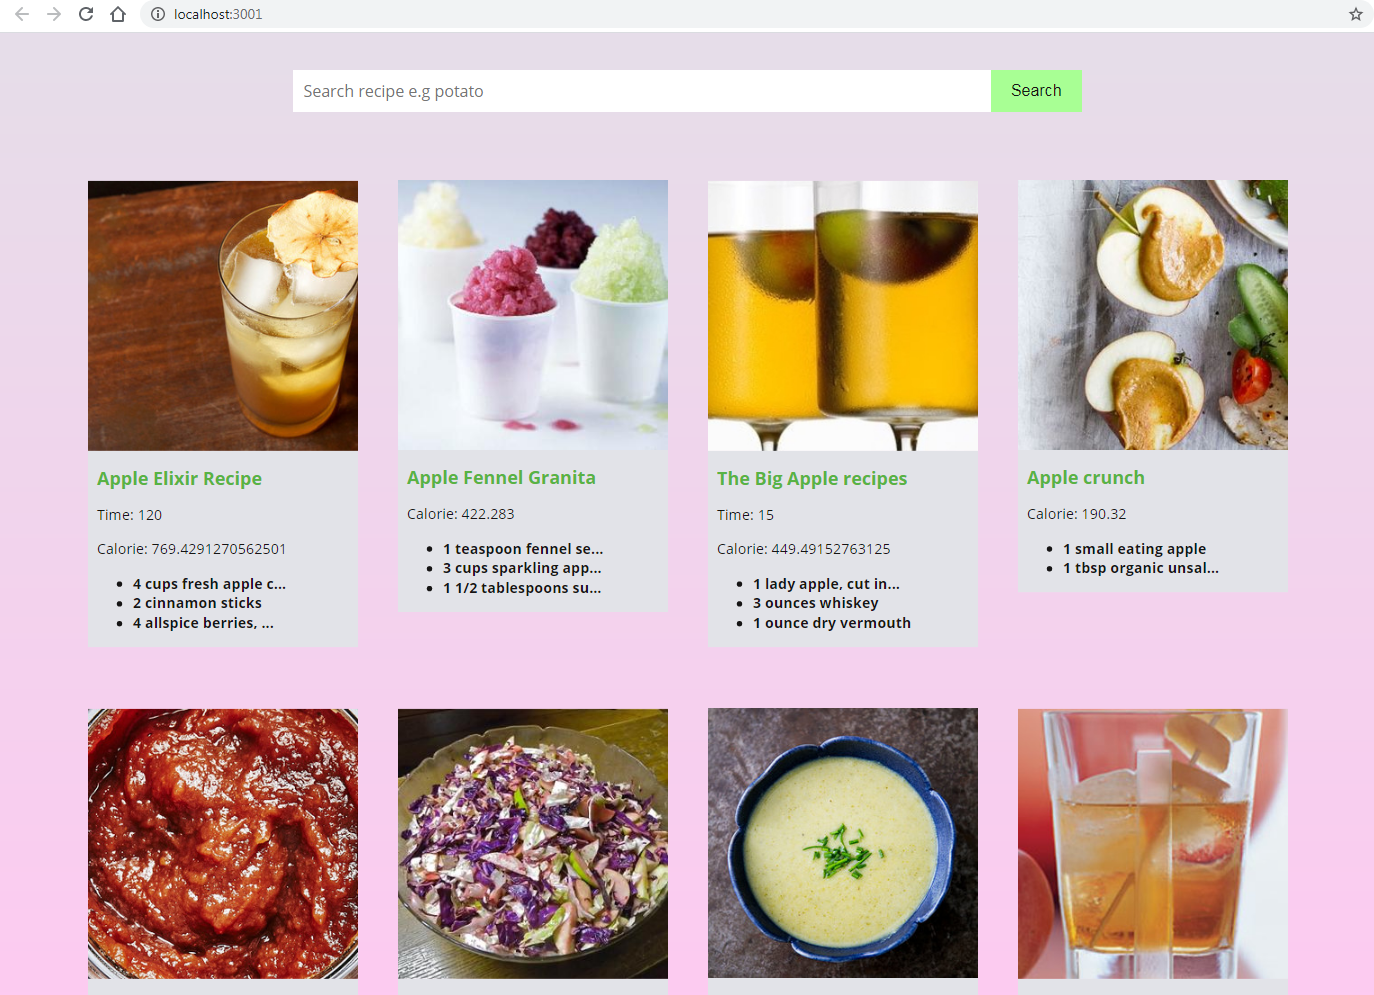 localhost:3001
Search recipe e.g potato
Search
Apple Elixir Recipe
Time: 120
Calorie: 769.4291270562501
4 cups fresh apple c...
2 cinnamon sticks
4 allspice berries, ...
Apple Fennel Granita
Calorie: 422.283
1 teaspoon fennel se...
3 cups sparkling app...
1 1/2 tablespoons su...
The Big Apple recipes
Time: 15
Calorie: 449.49152763125
1 lady apple, cut in...
3 ounces whiskey
1 ounce dry vermouth
Apple crunch
Calorie: 190.32
1 small eating apple
1 tbsp organic unsal...